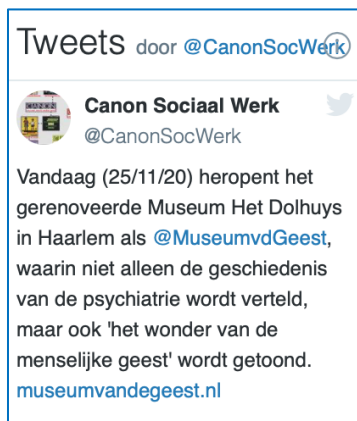 Tweets door @CanonSocWerk
Canon Sociaal Werk
@CanonSocWerk
Vandaag (25/11/20) heropent het
gerenoveerde Museum Het Dolhuys
in Haarlem als @MuseumvdGeest,
waarin niet alleen de geschiedenis
van de psychiatrie wordt verteld,
maar ook 'het wonder van de
menselijke geest' wordt getoond.
museumvandegeest.nl